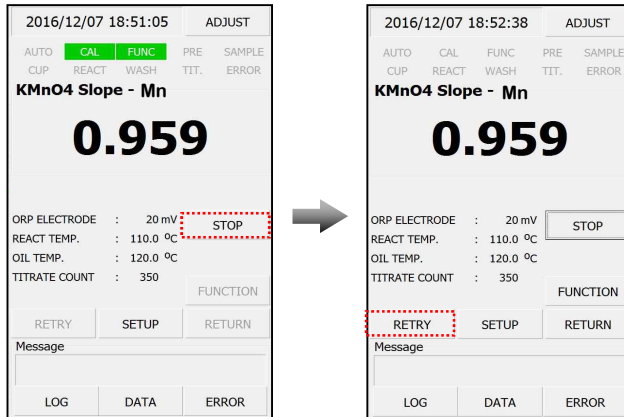 2016/12/07 18:51:05 ADJUST
AUTO CAL FUNC PRE SAMPLE
CUP REACT WASH TIT. ERROR
KMnO4 Slope - Mn
0.959
ORP ELECTRODE : 20 mV
STOP
REACT TEMP. : 110.0 ºC
OIL TEMP. : 120.0 ºC
TITRATE COUNT : 350
FUNCTION
RETRY SETUP RETURN
Message
LOG DATA ERROR
2016/12/07 18:52:38 ADJUST
AUTO CAL FUNC PRE SAMPLE
CUP REACT WASH TIT. ERROR
KMnO4 Slope - Mn
0.959
ORP ELECTRODE : 20 mV
STOP
REACT TEMP. : 110.0 ºC
OIL TEMP. : 120.0 ºC
TITRATE COUNT : 350
FUNCTION
RETRY SETUP RETURN
Message
LOG DATA ERROR